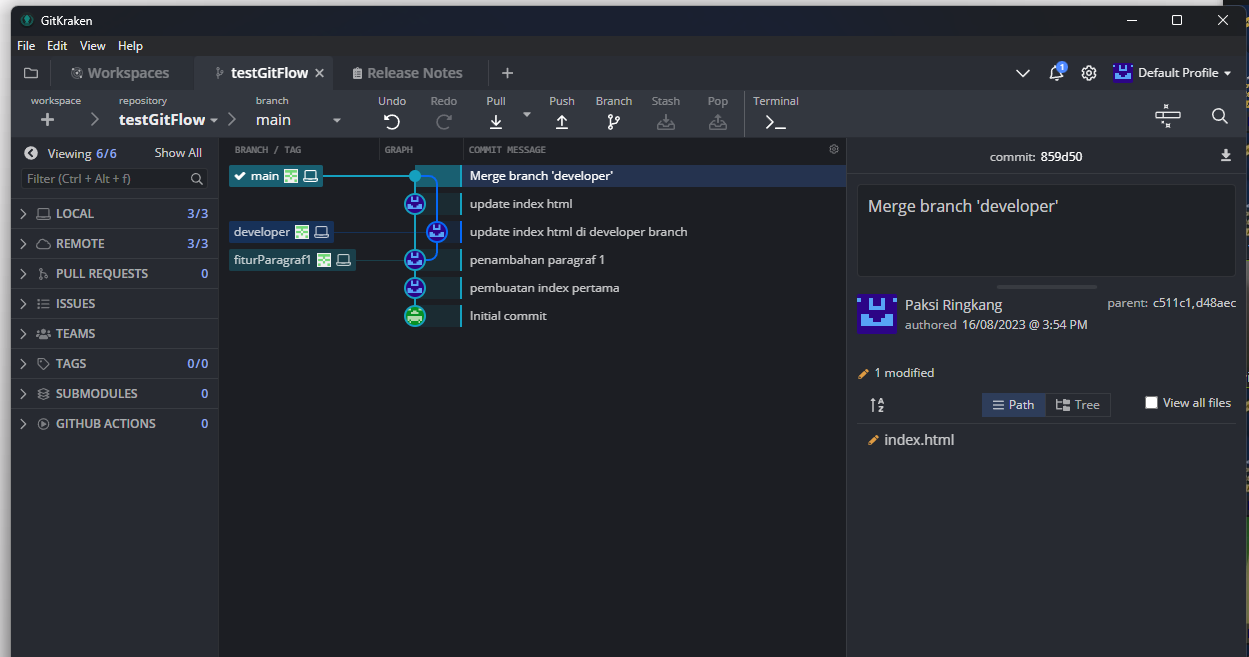 GitKraken
File Edit View Help
Workspaces testGitFlow Release Notes
1 Default Profile
workspace repository branch Undo Redo Pull Push Branch Stash Pop Terminal
testGitFlow main
Viewing 6/6 Show All
Filter (Ctrl + Alt + f)
LOCAL 3/3
REMOTE 3/3
PULL REQUESTS 0
ISSUES
TEAMS
TAGS 0/0
SUBMODULES 0
GITHUB ACTIONS 0
BRANCH / TAG GRAPH COMMIT MESSAGE
main Merge branch 'developer'
update index html
developer update index html di developer branch
fiturParagraf1 penambahan paragraf 1
pembuatan index pertama
Initial commit
commit: 859d50
Merge branch 'developer'
Paksi Ringkang parent: c511c1,d48aec
authored 16/08/2023 @ 3:54 PM
1 modified
Path Tree View all files
index.html